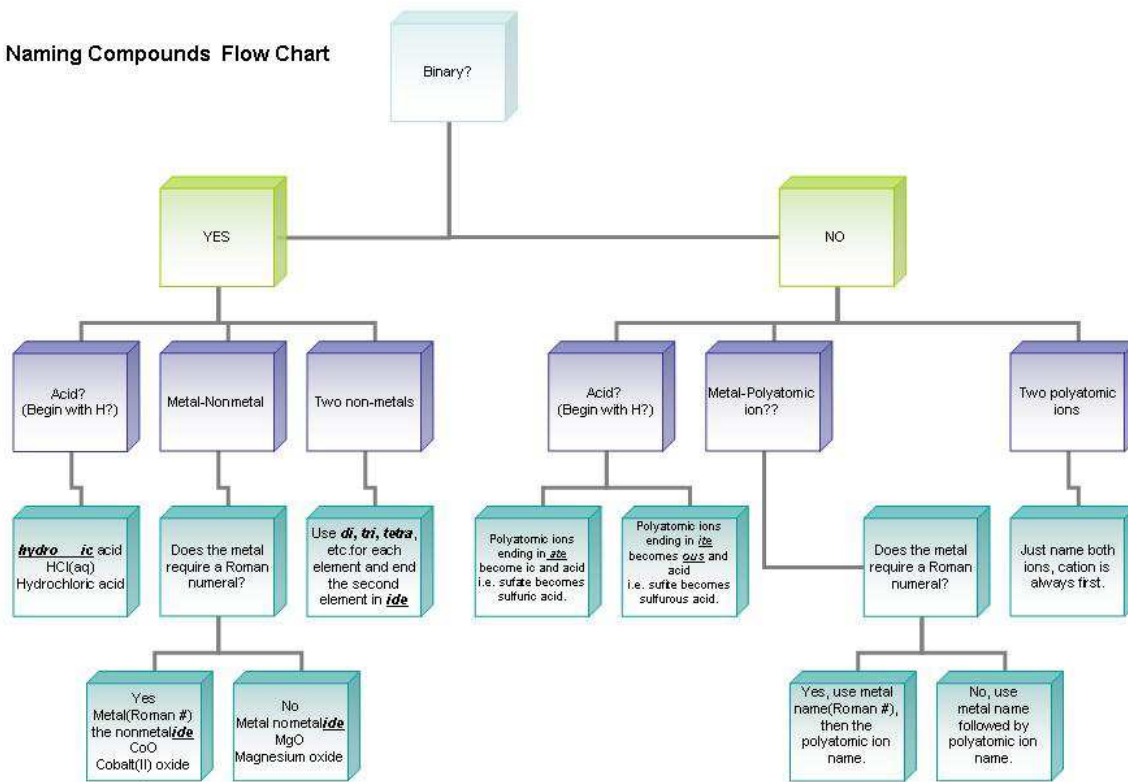 Naming Compounds Flow Chart
Binary?
YES
NO
Acid?
(Begin with H?)
Metal-Nonmetal
Two non-metals
Acid?
(Begin with H?)
Metal-Polyatomic
ion??
Two polyatomic
ions
hydro ic acid
HCl(aq)
Hydrochloric acid
Does the metal
require a Roman
numeral?
Use di, tri, tetra,
etc.for each
element and end
the second
element in ide
Polyatomic ions
ending in ate
become ic and acid
i.e. sufate becomes
sulfuric acid.
Polyatomic ions
ending in ite
becomes ous and
acid
i.e. sufite becomes
sulfurous acid.
Does the metal
require a Roman
numeral?
Just name both
ions, cation is
always first.
Yes
Metal(Roman #)
the nonmetalide
CoO
Cobalt(II) oxide
No
Metal nometalide
MgO
Magnesium oxide
Yes, use metal
name(Roman #),
then the
polyatomic ion
name.
No, use
metal name
followed by
polyatomic ion
name.